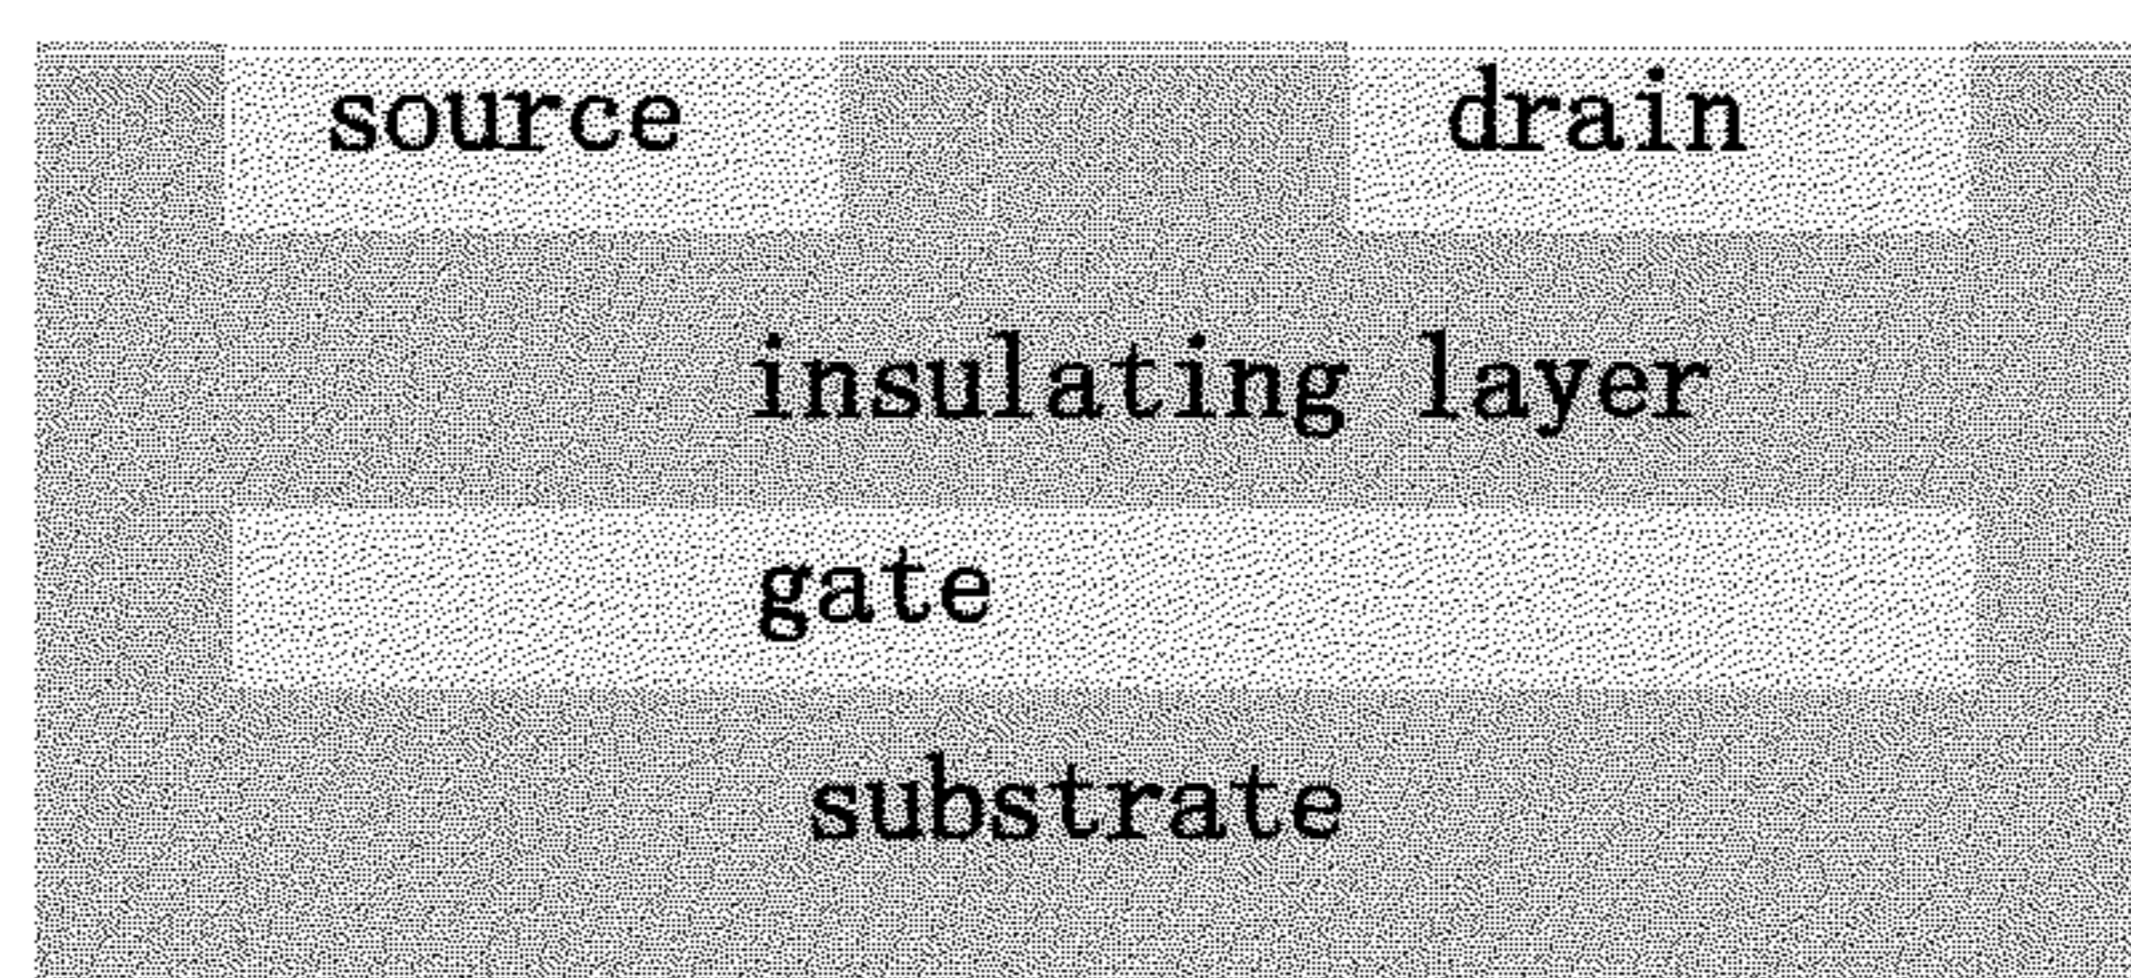 source drain
insulating layer
gate
substrate